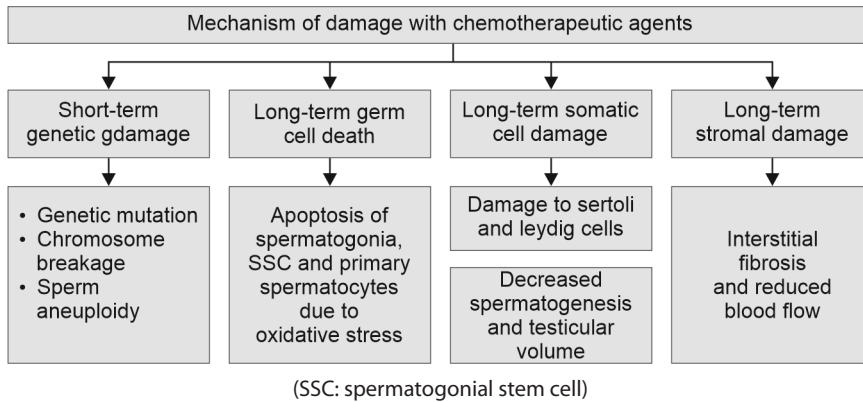 Mechanism of damage with chemotherapeutic agents
Short-term
genetic gdamage
Long-term germ
cell death
Long-term somatic
cell damage
Long-term
stromal damage
• Genetic mutation
• Chromosome
breakage
• Sperm
aneuploidy
Apoptosis of
spermatogonia,
SSC and primary
spermatocytes
due to
oxidative stress
Damage to sertoli
and leydig cells
Decreased
spermatogenesis
and testicular
volume
Interstitial
fibrosis
and reduced
blood flow
(SSC: spermatogonial stem cell)